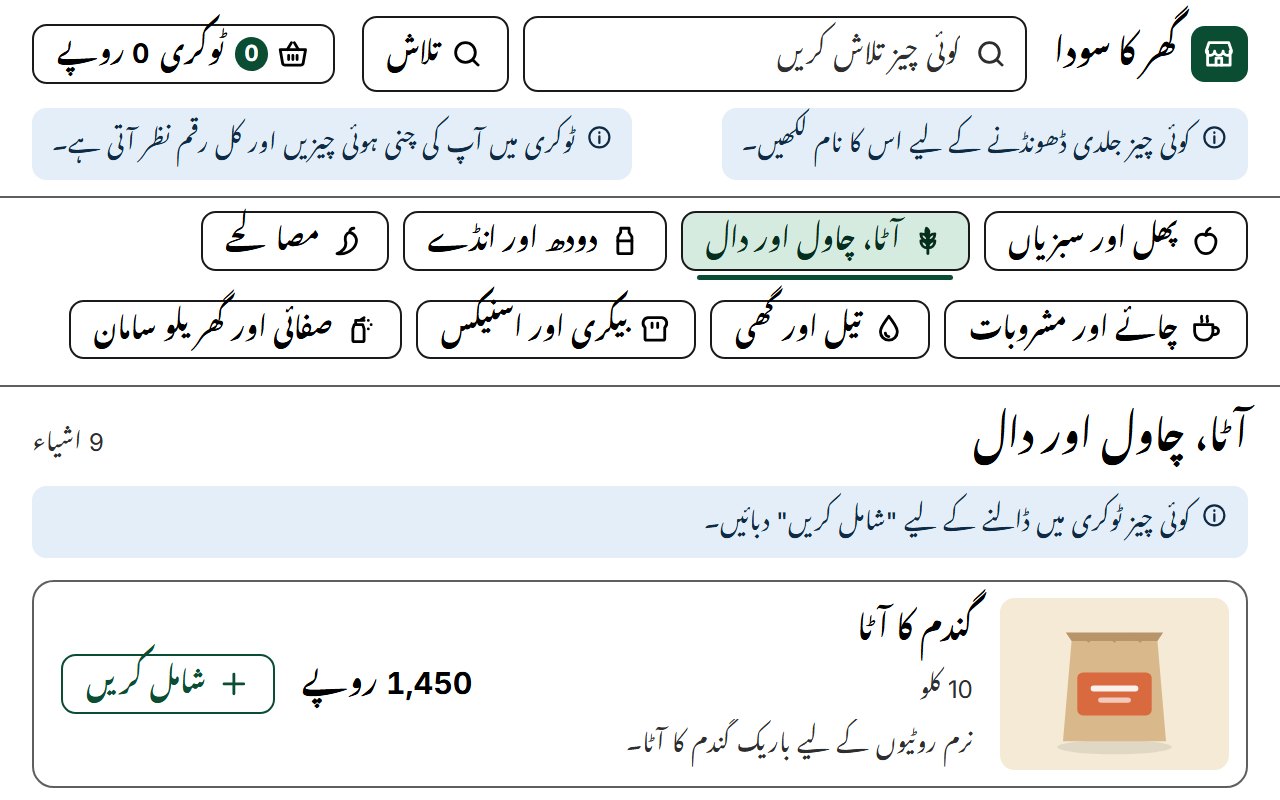 گھر کا سودا
کوئی چیز تلاش کریں
تلاش
0 ٹوکری 0 روپے
کوئی چیز جلدی ڈھونڈنے کے لیے اس کا نام لکھیں۔
ٹوکری میں آپ کی چنی ہوئی چیزیں اور کل رقم نظر آتی ہے۔
پھل اور سبزیاں
آٹا، چاول اور دال
دودھ اور انڈے
مصالحے
چائے اور مشروبات
تیل اور گھی
بیکری اور اسنیکس
صفائی اور گھریلو سامان
آٹا، چاول اور دال
9 اشیاء
کوئی چیز ٹوکری میں ڈالنے کے لیے "شامل کریں" دبائیں۔
گندم کا آٹا
10 کلو
نرم روٹیوں کے لیے باریک گندم کا آٹا۔
1,450 روپے
شامل کریں